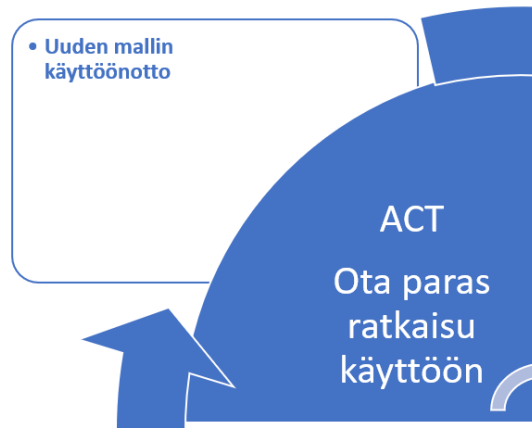 • Uuden mallin
käyttöönotto
ACT
Ota paras
ratkaisu
käyttöön